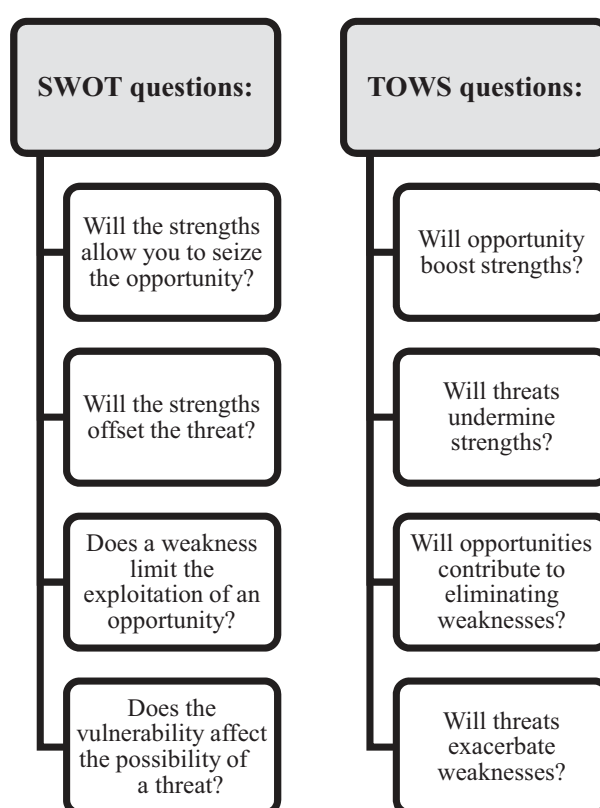 SWOT questions:
Will the strengths
allow you to seize
the opportunity?
Will the strengths
offset the threat?
Does a weakness
limit the
exploitation of an
opportunity?
Does the
vulnerability affect
the possibility of
a threat?
TOWS questions:
Will opportunity
boost strengths?
Will threats
undermine
strengths?
Will opportunities
contribute to
eliminating
weaknesses?
Will threats
exacerbate
weaknesses?